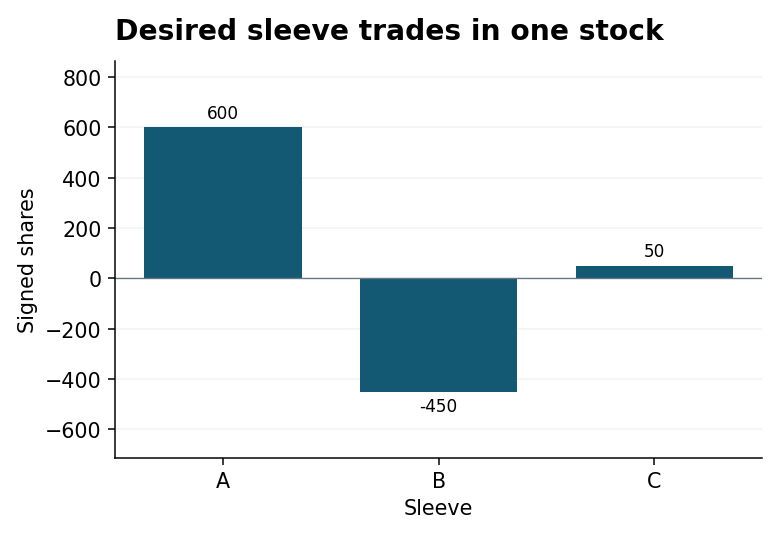 Desired sleeve trades in one stock
800
600
400
200
0
−200
−400
−600
Signed shares
600
-450
50
A
B
C
Sleeve